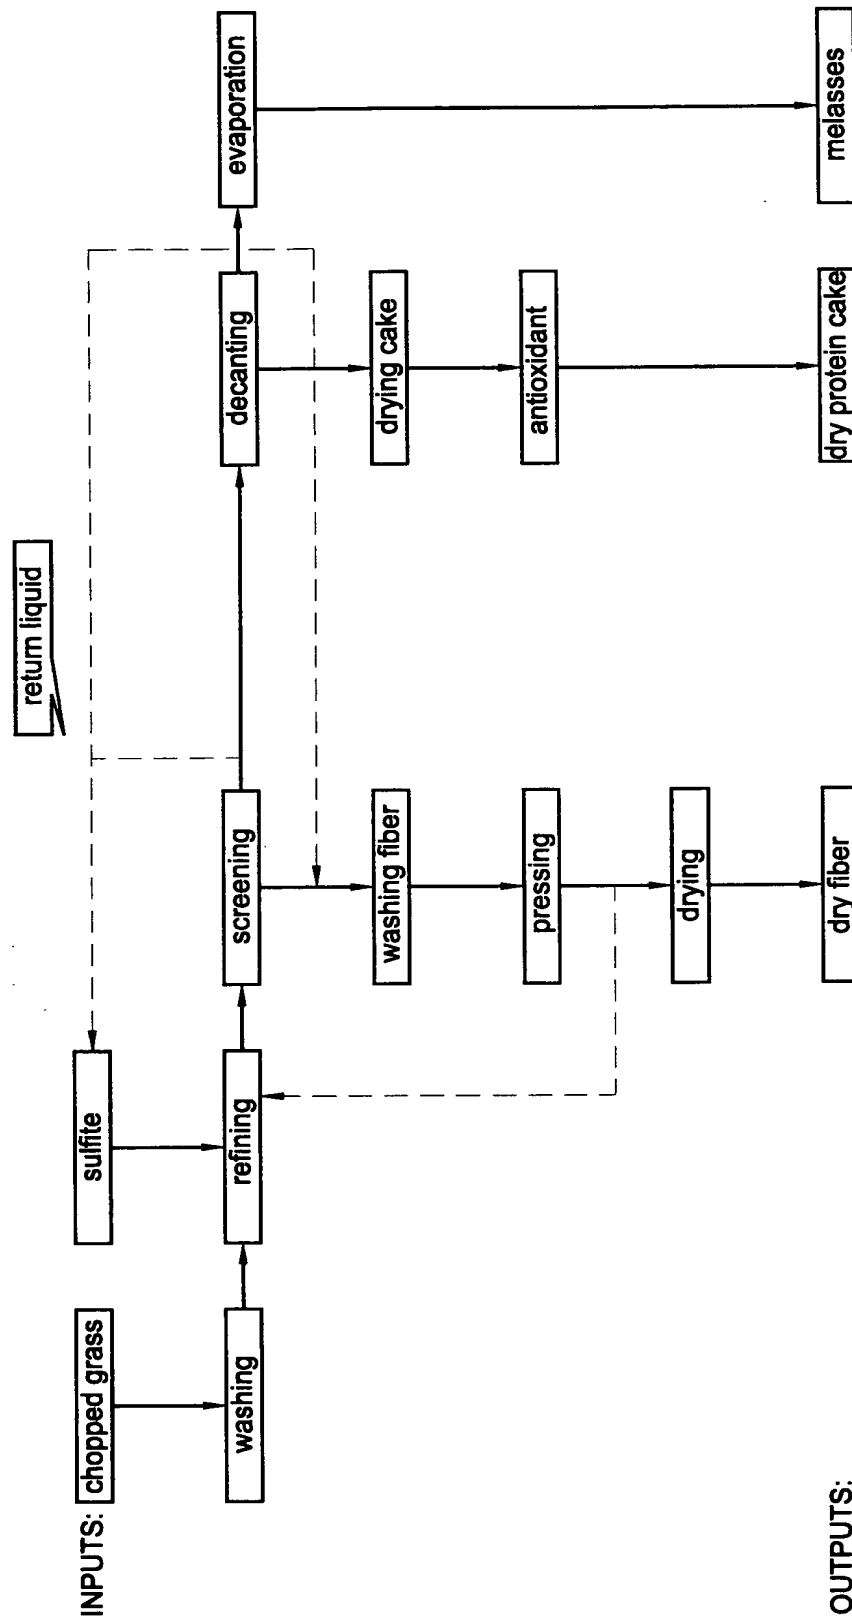 return liquid
INPUTS:
chopped grass
sulfite
washing
refining
screening
decanting
evaporation
washing fiber
drying cake
pressing
antioxidant
drying
OUTPUTS:
dry fiber
dry protein cake
melasses